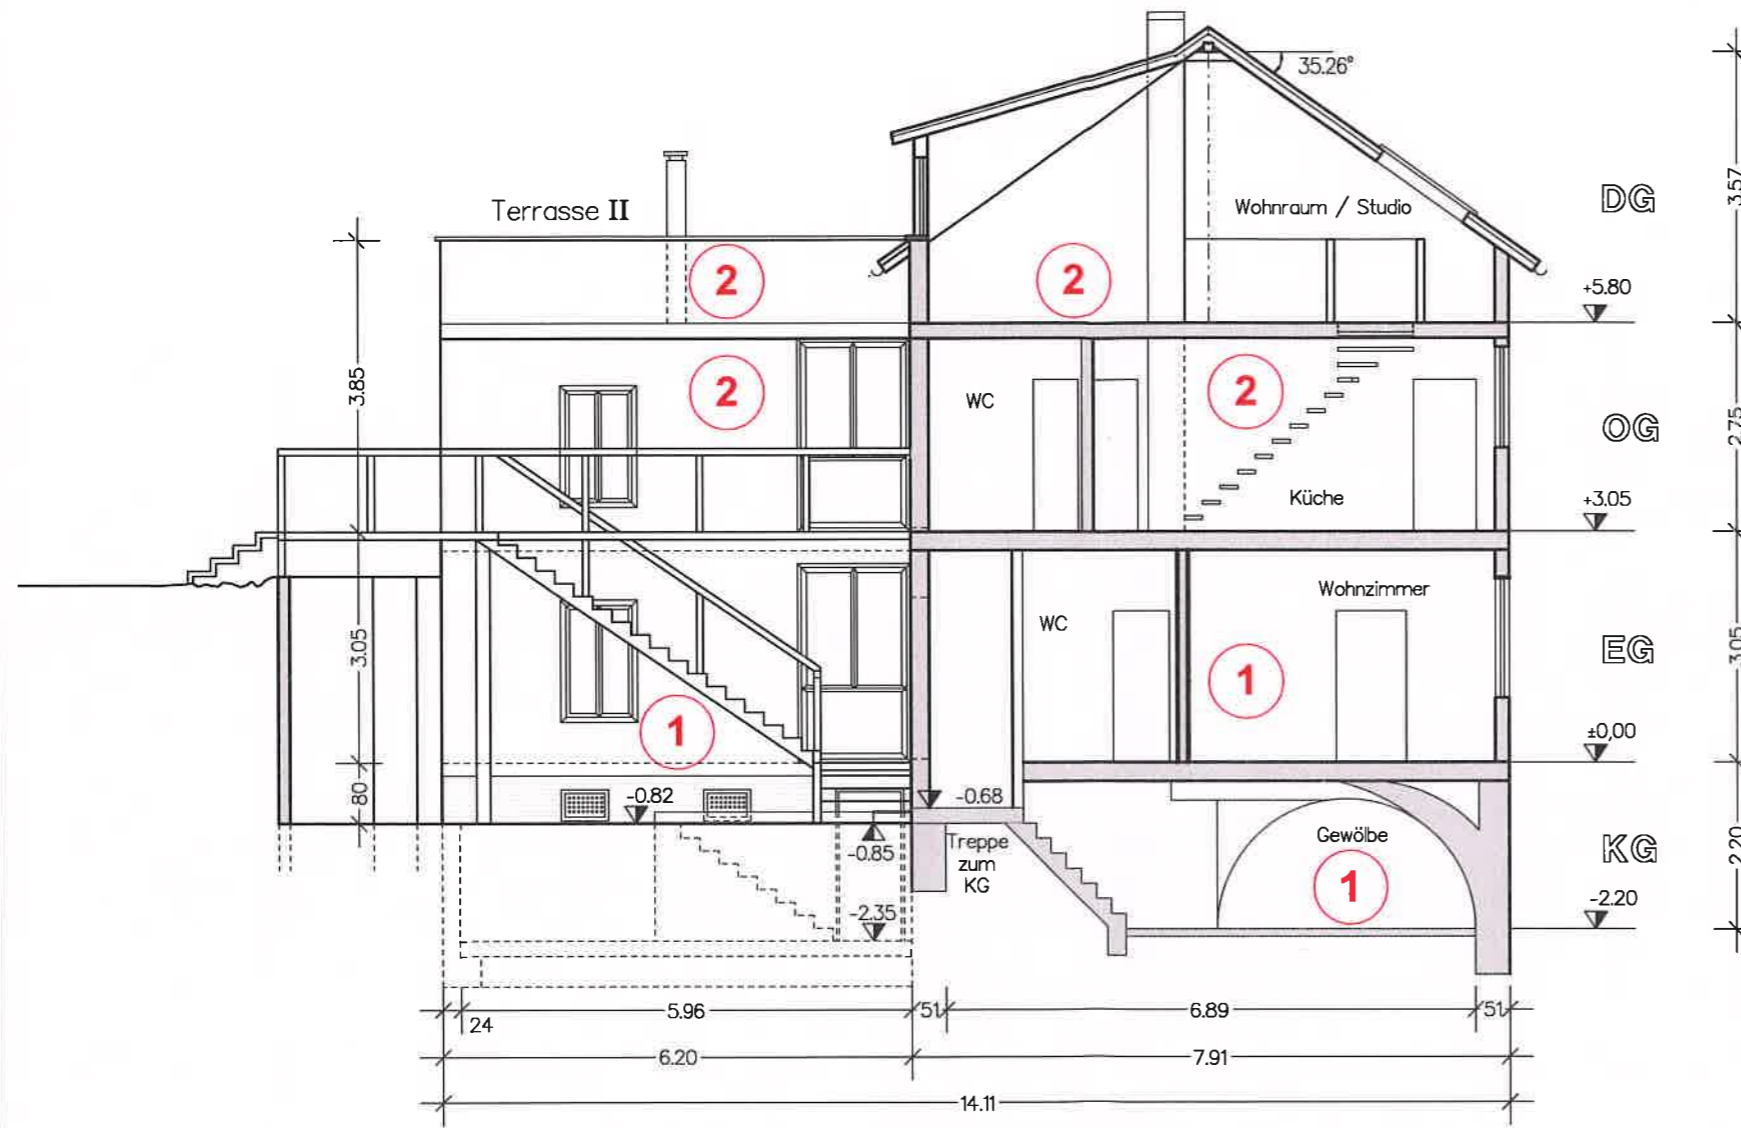 35.26°
Terrasse II
Wohnraum / Studio
DG
3.57
2
2
+5.80
3.85
2
2
WC
OG
2.75
Küche
+3.05
Wohnzimmer
WC
EG
3.05
3.05
1
1
±0,00
80
-0.82
-0.68
-0.85
Treppe
zum
KG
Gewölbe
KG
2.20
1
-2.35
-2.20
24
5.96
51
6.89
51
6.20
7.91
14.11